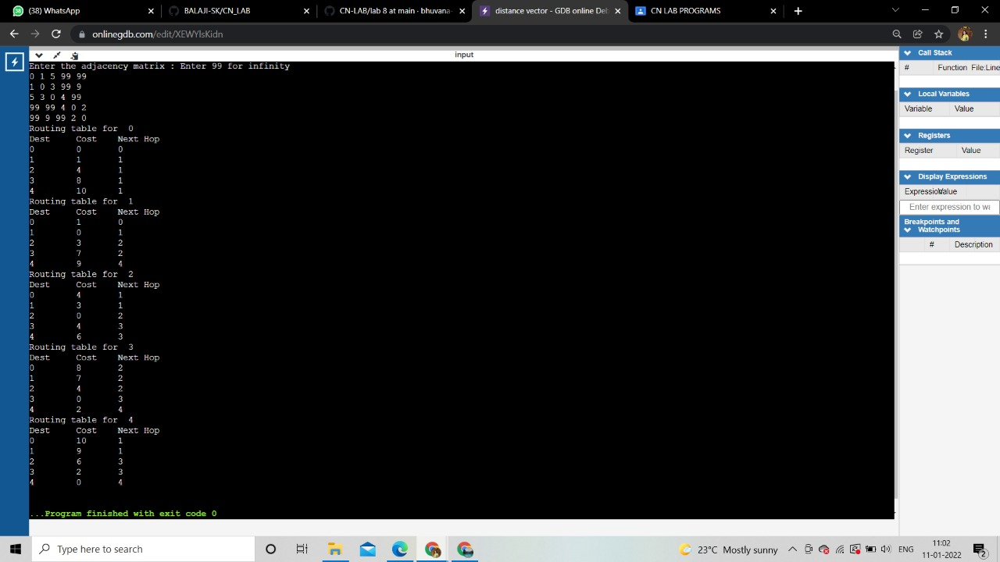 (38) WhatsApp
BALAJI-SK/CN_LAB
CN-LAB/lab 8 at main · bhuvana-
distance vector - GDB online Deb
CN LAB PROGRAMS
onlinegdb.com/edit/XEWYlsKidn
input
Enter the adjacency matrix : Enter 99 for infinity
0 1 5 99 99
1 0 3 99 9
5 3 0 4 99
99 99 4 0 2
99 9 99 2 0
Routing table for 0
Dest Cost Next Hop
0 0 0
1 1 1
2 4 1
3 8 1
4 10 1
Routing table for 1
Dest Cost Next Hop
0 1 0
1 0 1
2 3 2
3 7 2
4 9 4
Routing table for 2
Dest Cost Next Hop
0 4 1
1 3 1
2 0 2
3 4 3
4 6 3
Routing table for 3
Dest Cost Next Hop
0 8 2
1 7 2
2 4 2
3 0 3
4 2 4
Routing table for 4
Dest Cost Next Hop
0 10 1
1 9 1
2 6 3
3 2 3
4 0 4
...Program finished with exit code 0
Call Stack
# Function File:Line
Local Variables
Variable Value
Registers
Register Value
Display Expressions
Expression Value
Enter expression to wa
Breakpoints and
Watchpoints
# Description
Type here to search
23°C Mostly sunny
ENG
11:02
11-01-2022
2